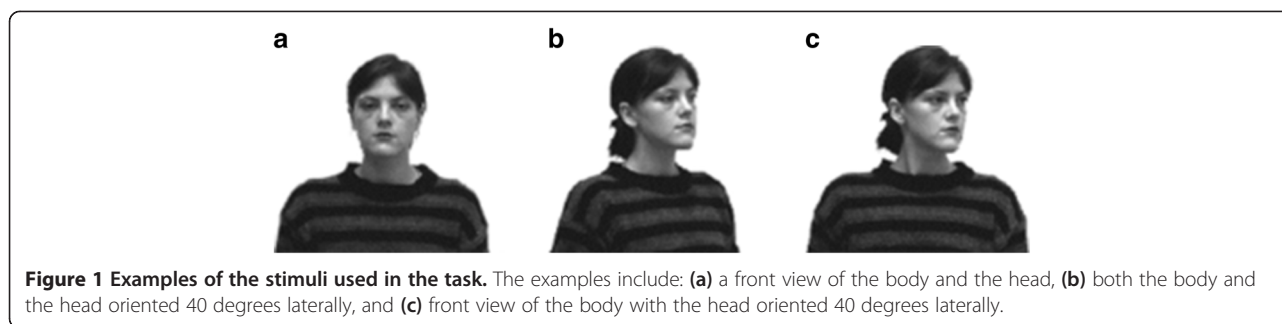 a b c
Figure 1 Examples of the stimuli used in the task. The examples include: (a) a front view of the body and the head, (b) both the body and
the head oriented 40 degrees laterally, and (c) front view of the body with the head oriented 40 degrees laterally.